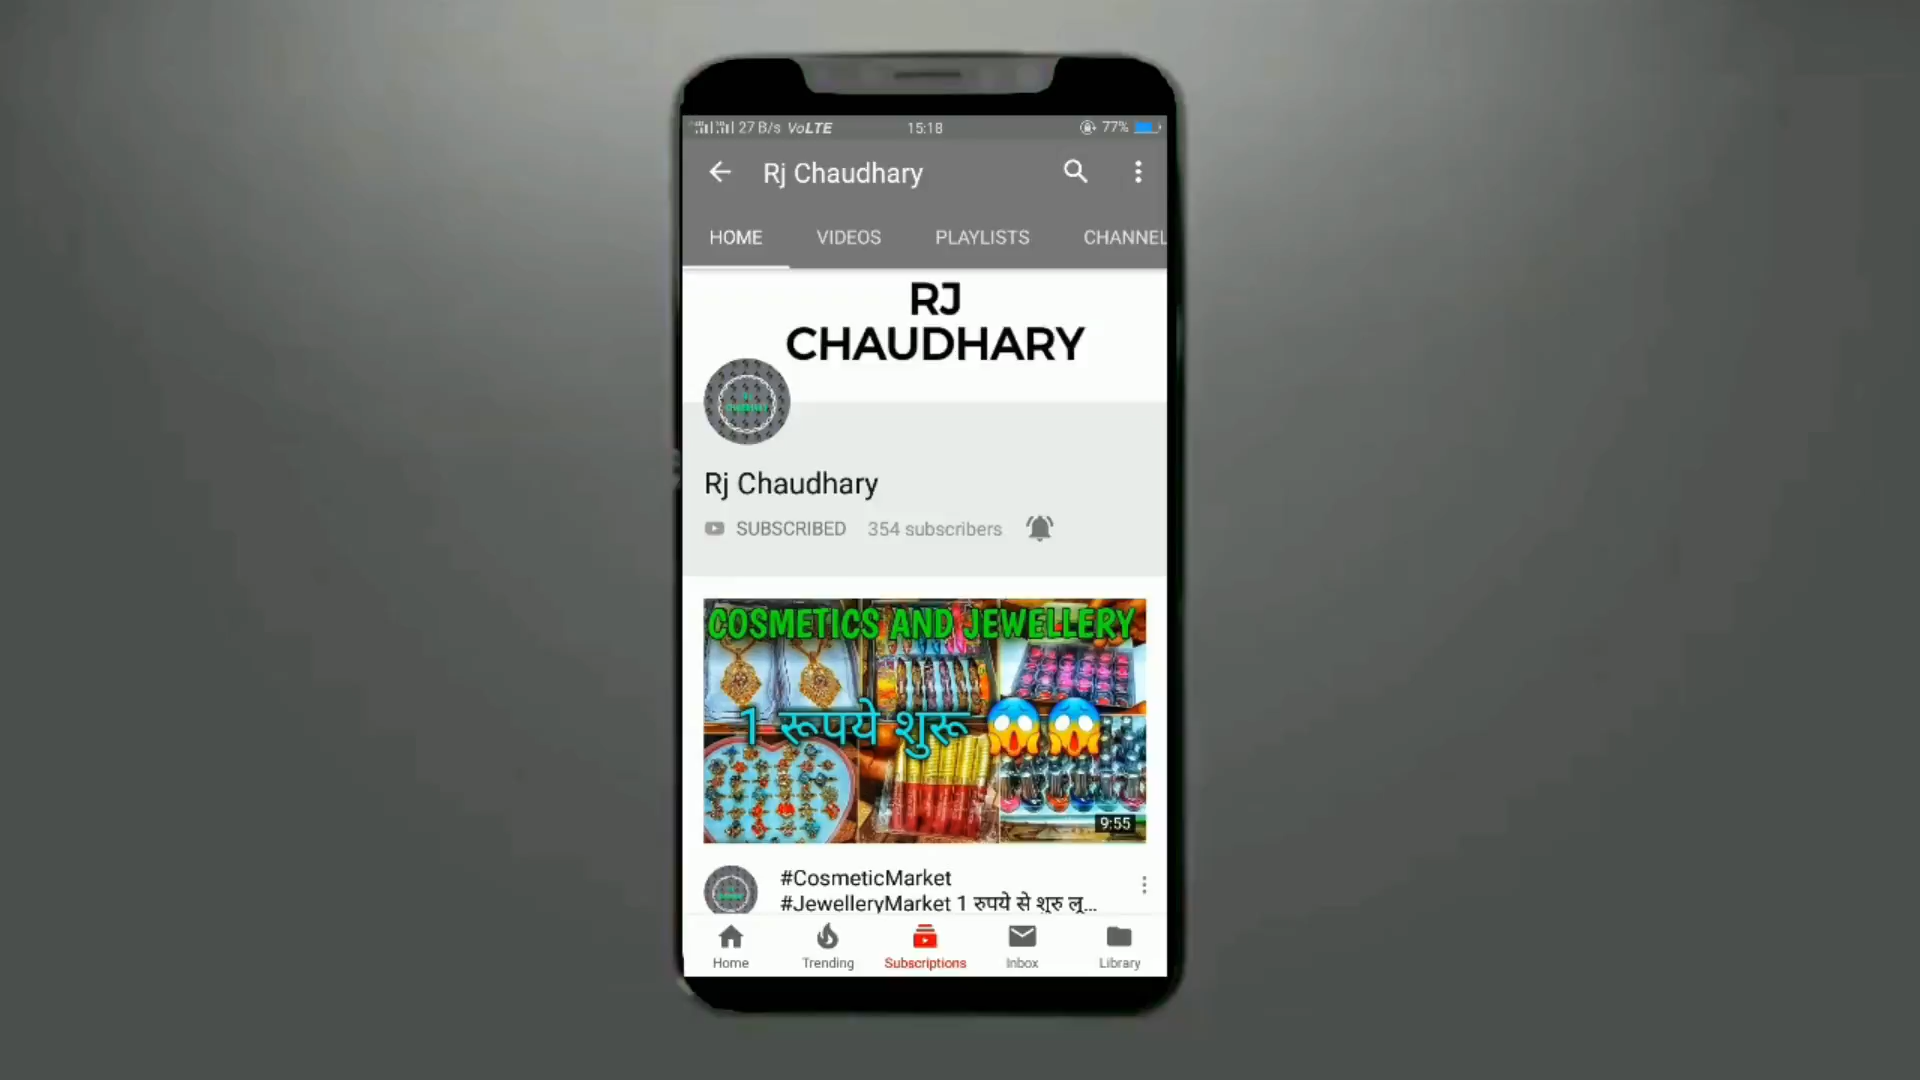 27 B/s VoLTE 15:18 77%
Rj Chaudhary
HOME VIDEOS PLAYLISTS CHANNEL
RJ
CHAUDHARY
Rj Chaudhary
SUBSCRIBED 354 subscribers
COSMETICS AND JEWELLERY
1 रूपये शुरू
9:55
#CosmeticMarket
#JewelleryMarket 1 रुपये से शुरु लू...
Home Trending Subscriptions Inbox Library